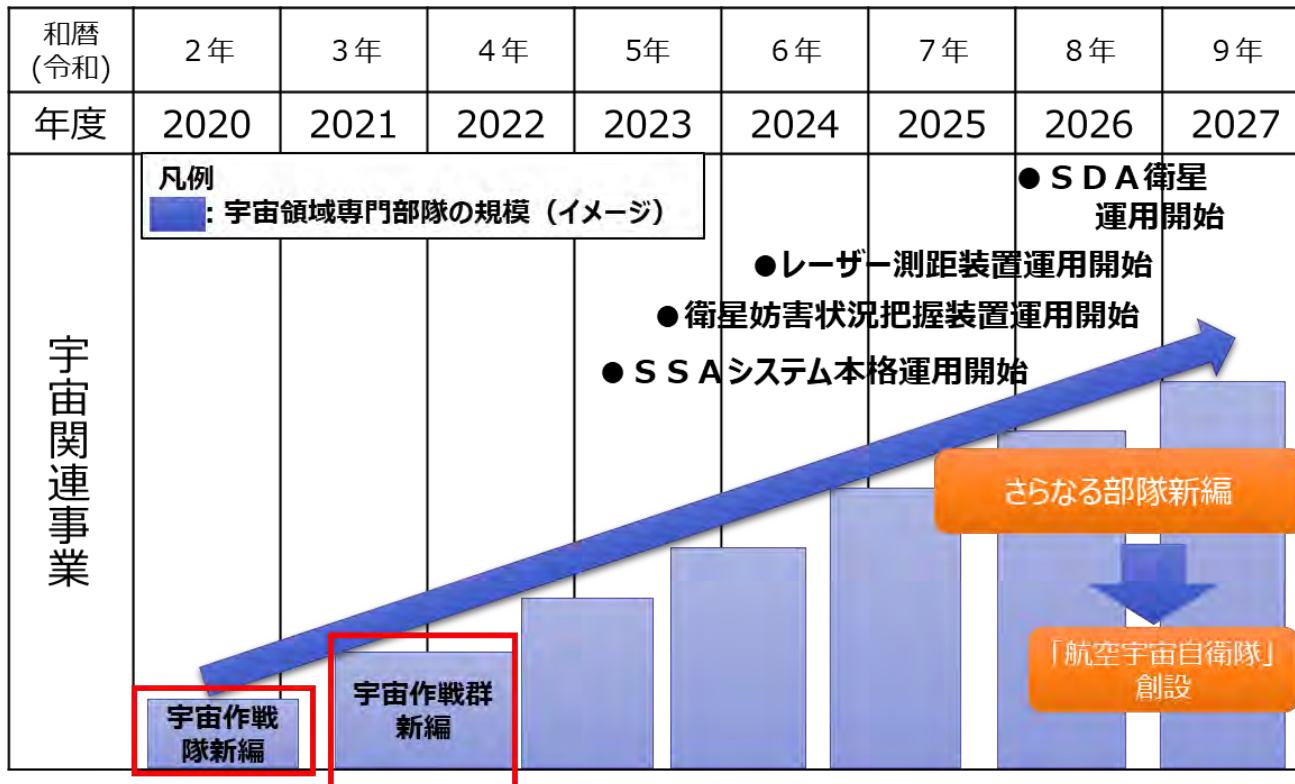 和暦
(令和)
2年
3年
4年
5年
6年
7年
8年
9年
年度
2020
2021
2022
2023
2024
2025
2026
2027
宇宙関連事業
凡例
：宇宙領域専門部隊の規模（イメージ）
●ＳＤＡ衛星
運用開始
●レーザー測距装置運用開始
●衛星妨害状況把握装置運用開始
●ＳＳＡシステム本格運用開始
さらなる部隊新編
「航空宇宙自衛隊」
創設
宇宙作戦群
新編
宇宙作戦
隊新編